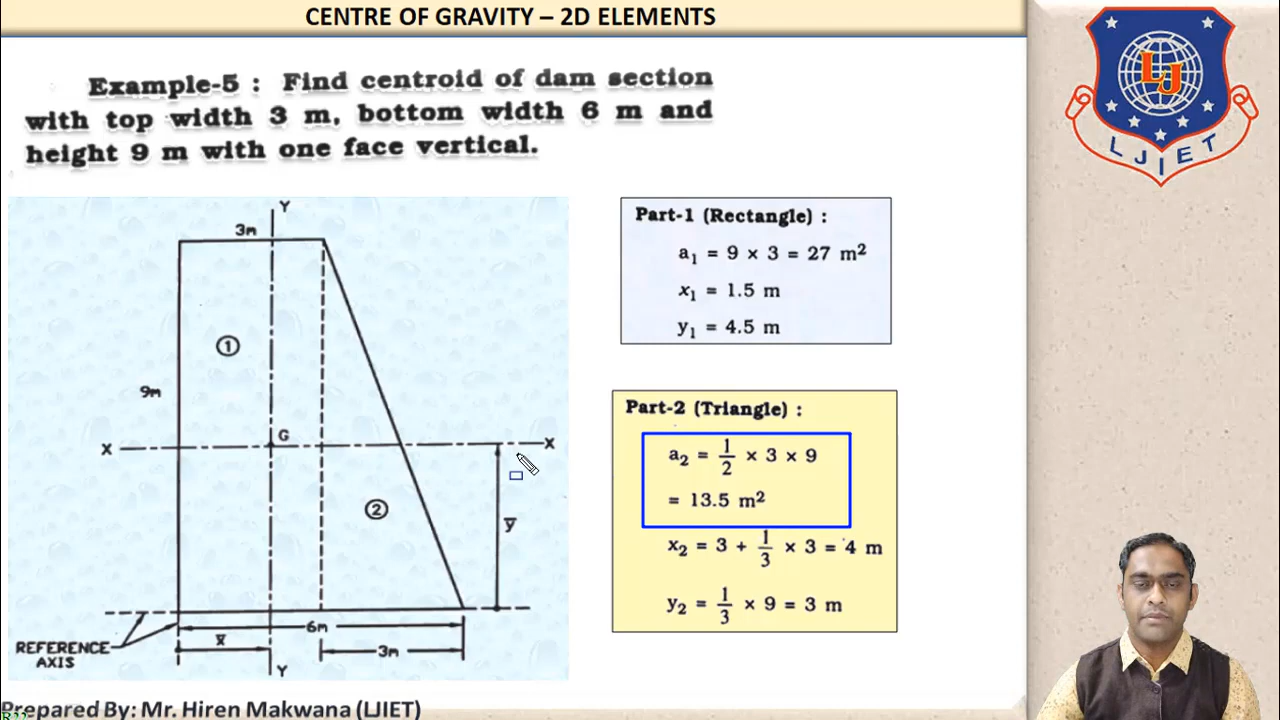 CENTRE OF GRAVITY – 2D ELEMENTS
Example-5 : Find centroid of dam section
with top width 3 m, bottom width 6 m and
height 9 m with one face vertical.
Y
3m
①
9m
G
X
X
②
y̅
6m
REFERENCE
AXIS
x̅
3m
Y
Part-1 (Rectangle) :
a₁ = 9 × 3 = 27 m²
x₁ = 1.5 m
y₁ = 4.5 m
Part-2 (Triangle) :
a₂ = 1/2 × 3 × 9
= 13.5 m²
x₂ = 3 + 1/3 × 3 = 4 m
y₂ = 1/3 × 9 = 3 m
LJ
LJIET
Prepared By: Mr. Hiren Makwana (LJIET)